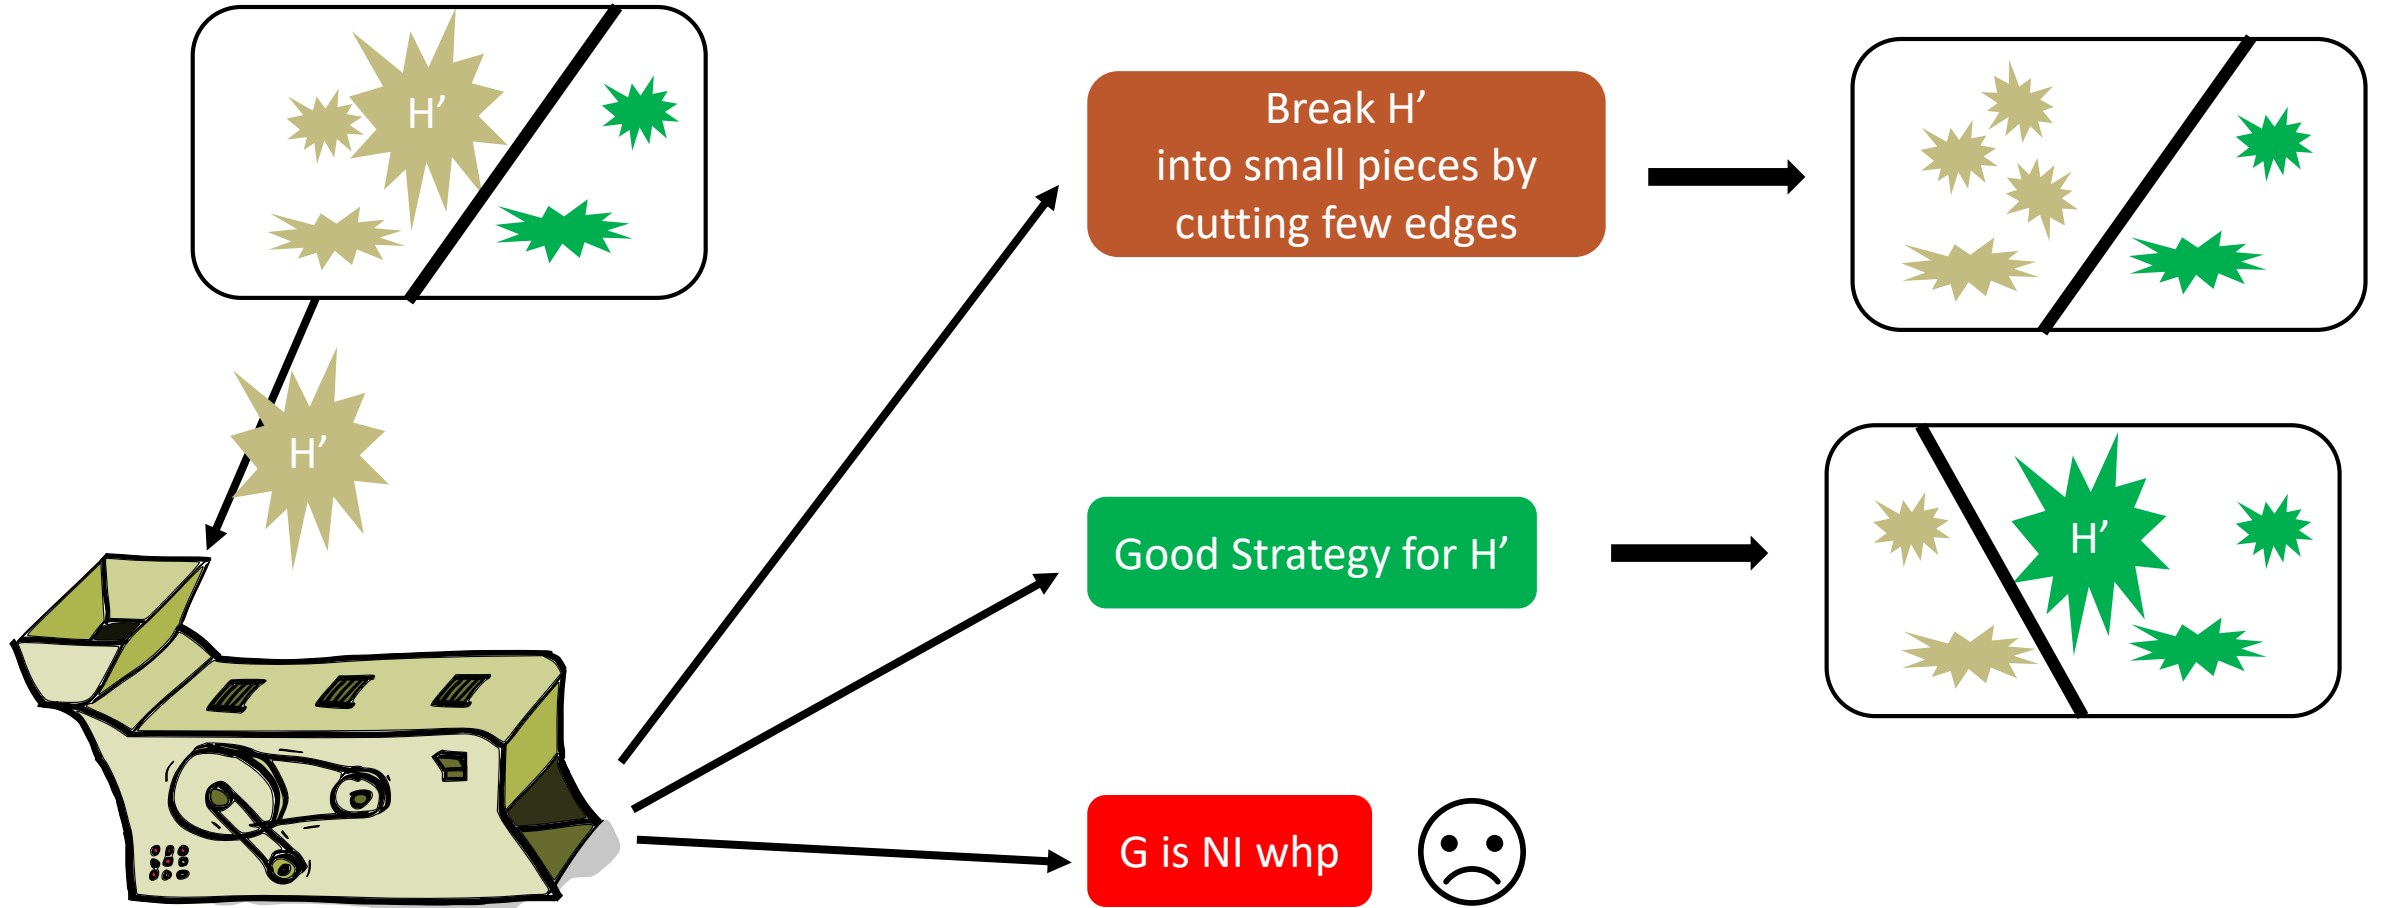 H’
Break H’
into small pieces by
cutting few edges
H’
Good Strategy for H’
H’
G is NI whp